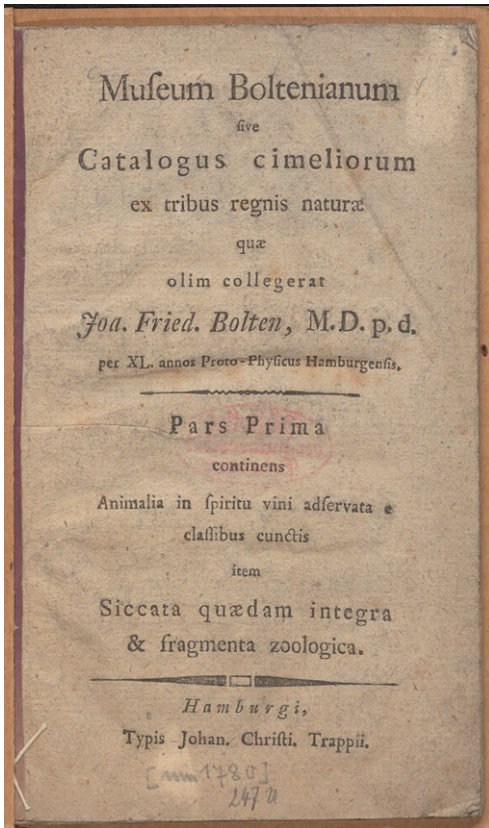 Muſeum Boltenianum
ſive
Catalogus cimeliorum
ex tribus regnis naturæ
quæ
olim collegerat
Joa. Fried. Bolten, M.D. p. d.
per XL. annos Proto-Phyſicus Hamburgenſis.
Pars Prima
continens
Animalia in ſpiritu vini adſervata e
claſſibus cunctis
item
Siccata quædam integra
& fragmenta zoologica.
Hamburgi,
Typis Johan. Chriſti. Trappii.
1780]
247